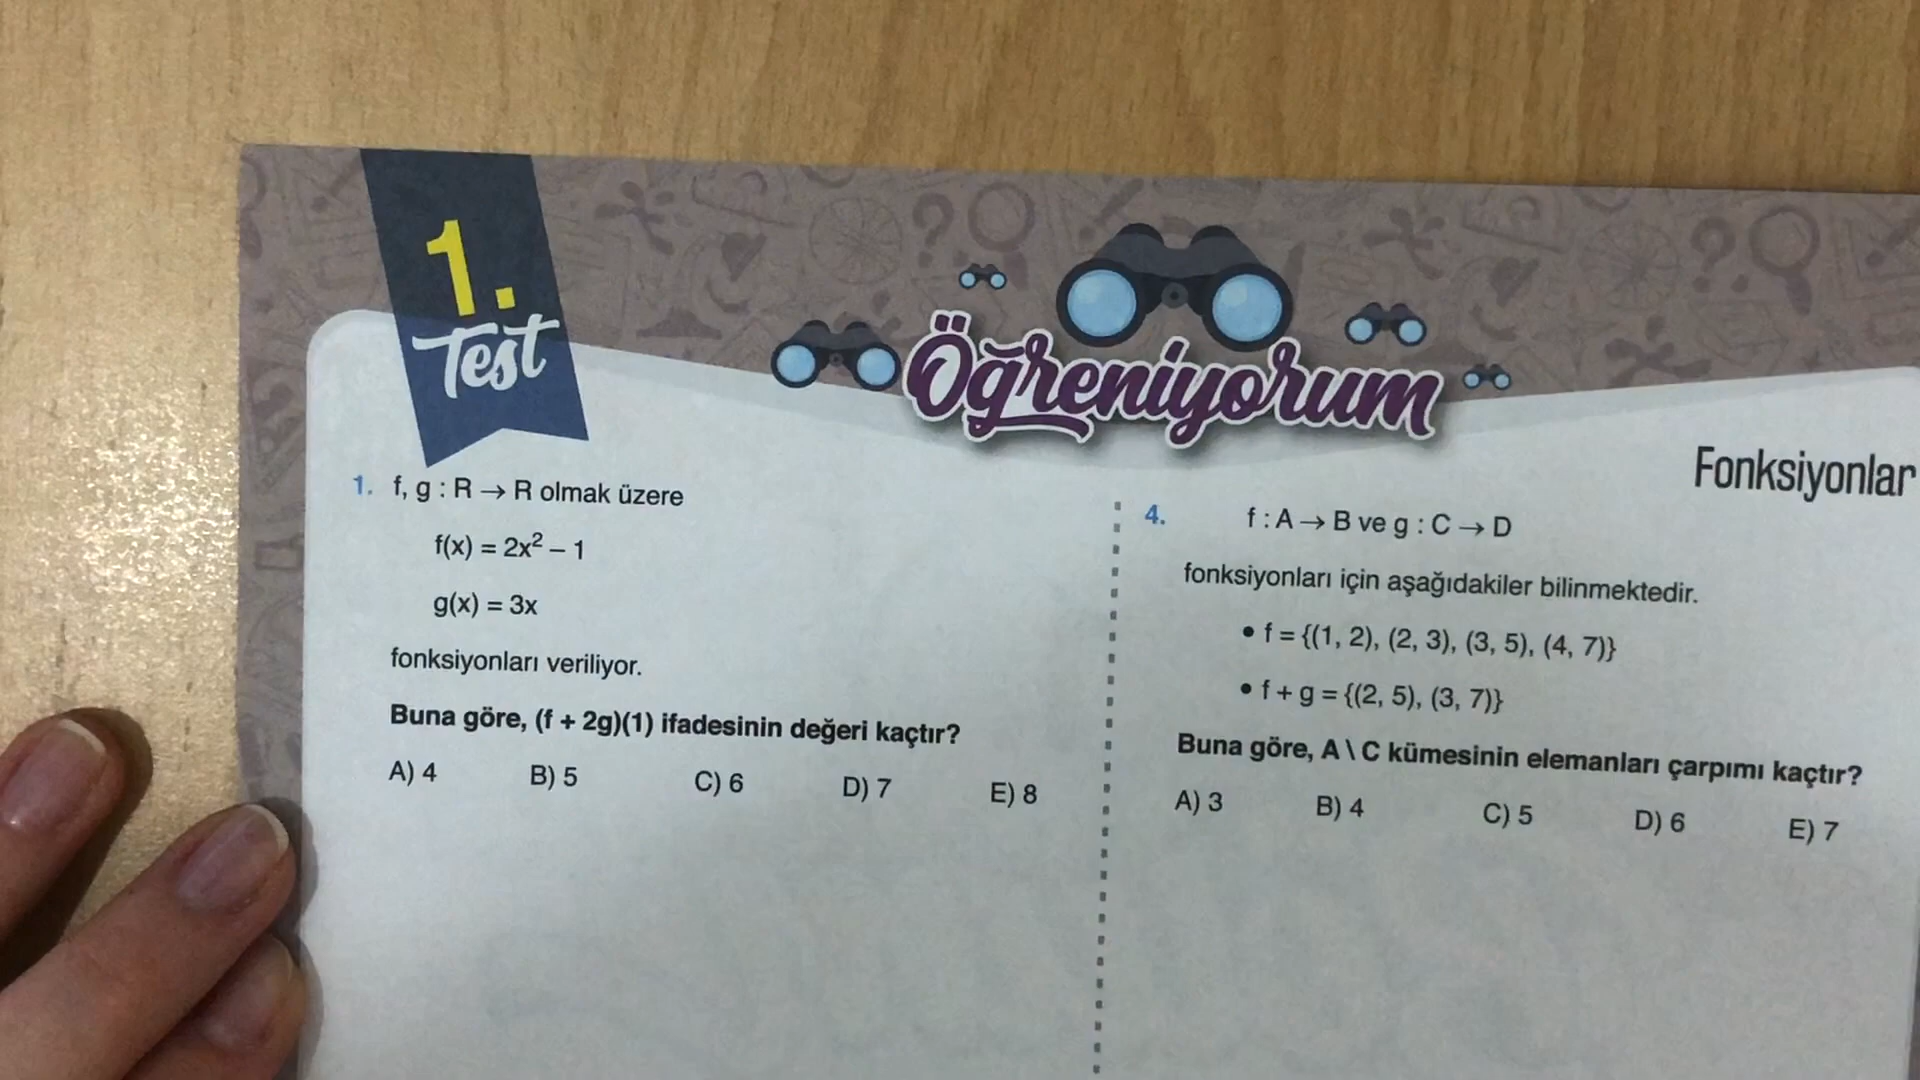 1.
Test
Öğreniyorum
Fonksiyonlar
1. f, g : R → R olmak üzere
f(x) = 2x² – 1
g(x) = 3x
fonksiyonları veriliyor.
Buna göre, (f + 2g)(1) ifadesinin değeri kaçtır?
A) 4 B) 5 C) 6 D) 7 E) 8
4. f : A → B ve g : C → D
fonksiyonları için aşağıdakiler bilinmektedir.
• f = {(1, 2), (2, 3), (3, 5), (4, 7)}
• f + g = {(2, 5), (3, 7)}
Buna göre, A \ C kümesinin elemanları çarpımı kaçtır?
A) 3 B) 4 C) 5 D) 6 E) 7